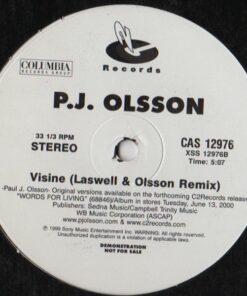 COLUMBIA
RECORDS GROUP
Records
P.J. OLSSON
33 1/3 RPM
STEREO
CAS 12976
XSS 12976B
Time: 5:07
Visine (Laswell & Olsson Remix)
-Paul J. Olsson- Original versions available on the forthcoming C2Records release
"WORDS FOR LIVING" (68846)/Album in stores Tuesday, June 13, 2000
Publishers: Sedna Music/Campbell Trinity Music
WB Music Corporation (ASCAP)
www.pjolsson.com & www.c2records.com
℗ 1999 Sony Music Entertainment Inc. Warning: All Rights Reserved.
Unauthorized duplication is a violation of applicable laws.
DEMONSTRATION
NOT FOR SALE